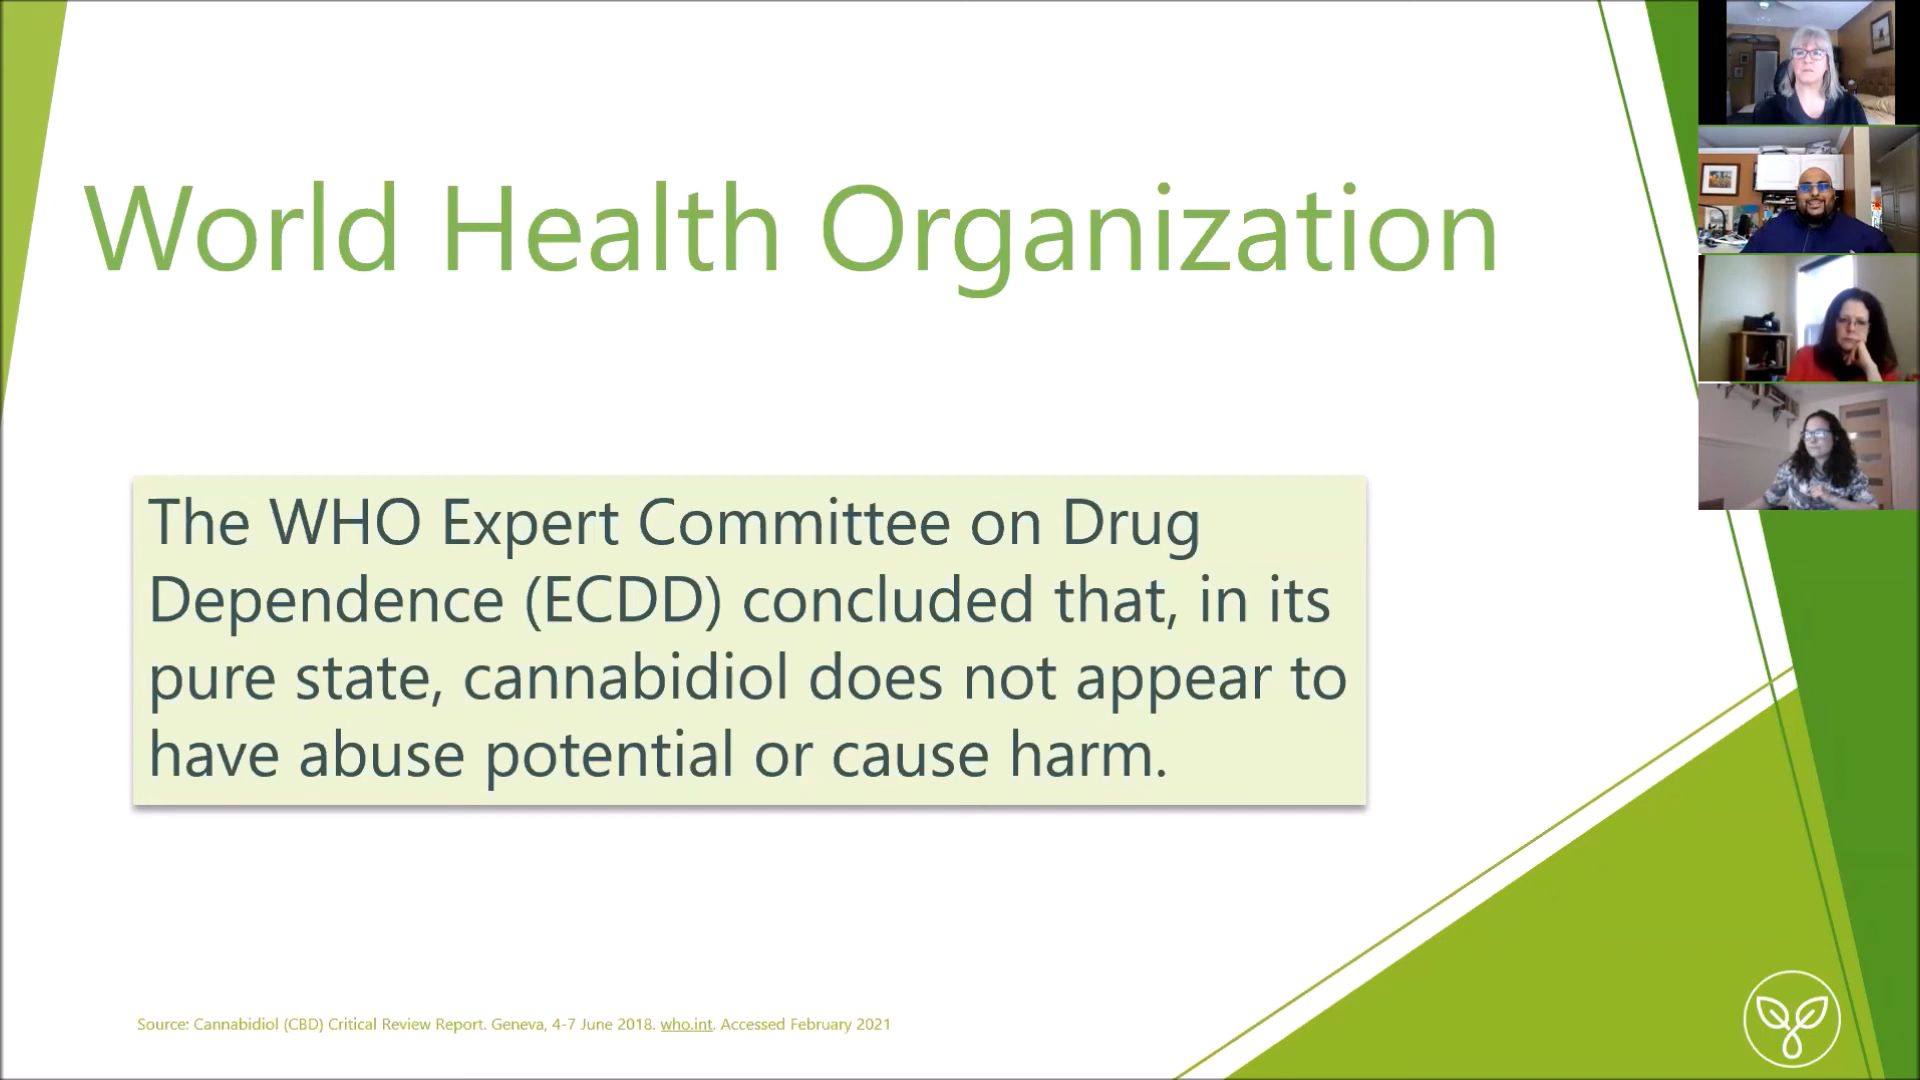 World Health Organization
The WHO Expert Committee on Drug
Dependence (ECDD) concluded that, in its
pure state, cannabidiol does not appear to
have abuse potential or cause harm.
Source: Cannabidiol (CBD) Critical Review Report. Geneva, 4-7 June 2018. who.int. Accessed February 2021